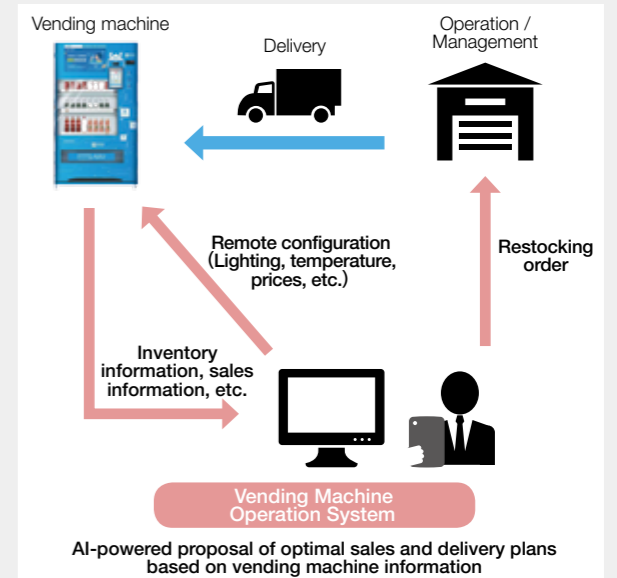 Vending machine
Operation /
Management
Delivery
Remote configuration
(Lighting, temperature,
prices, etc.)
Restocking
order
Inventory
information, sales
information, etc.
Vending Machine
Operation System
AI-powered proposal of optimal sales and delivery plans
based on vending machine information